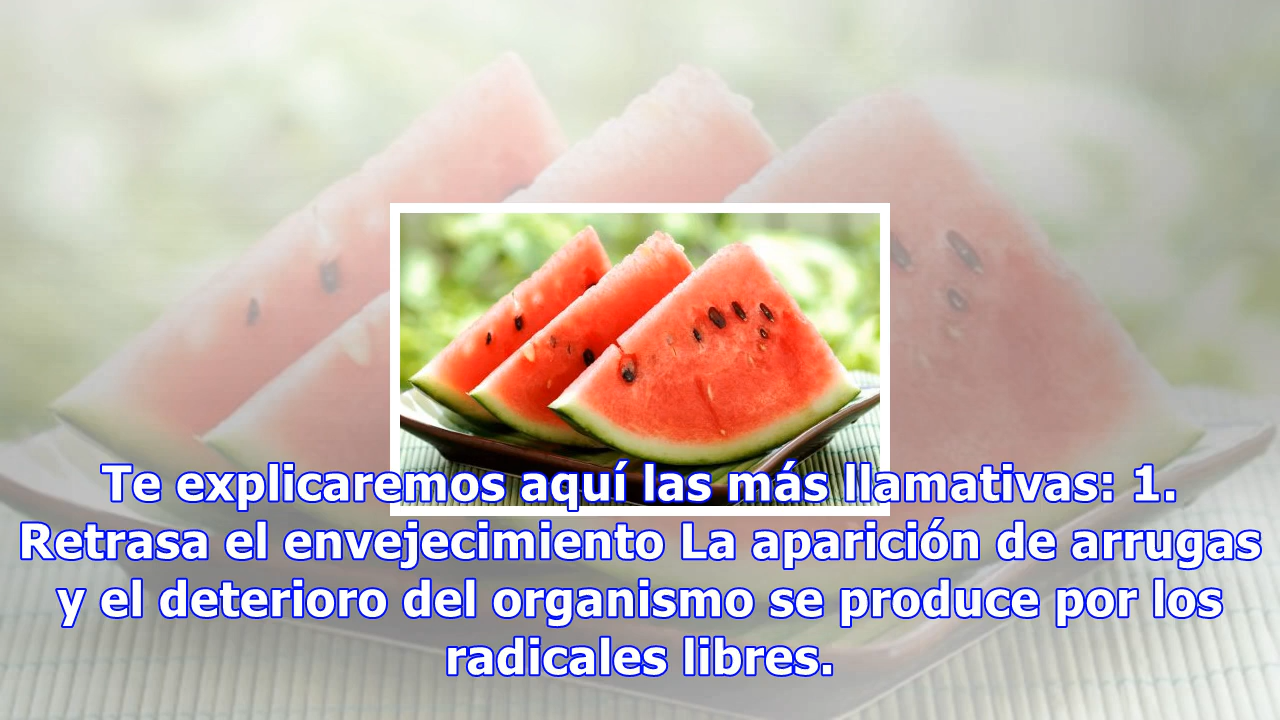 Te explicaremos aquí las más llamativas: 1.
Retrasa el envejecimiento La aparición de arrugas
y el deterioro del organismo se produce por los
radicales libres.